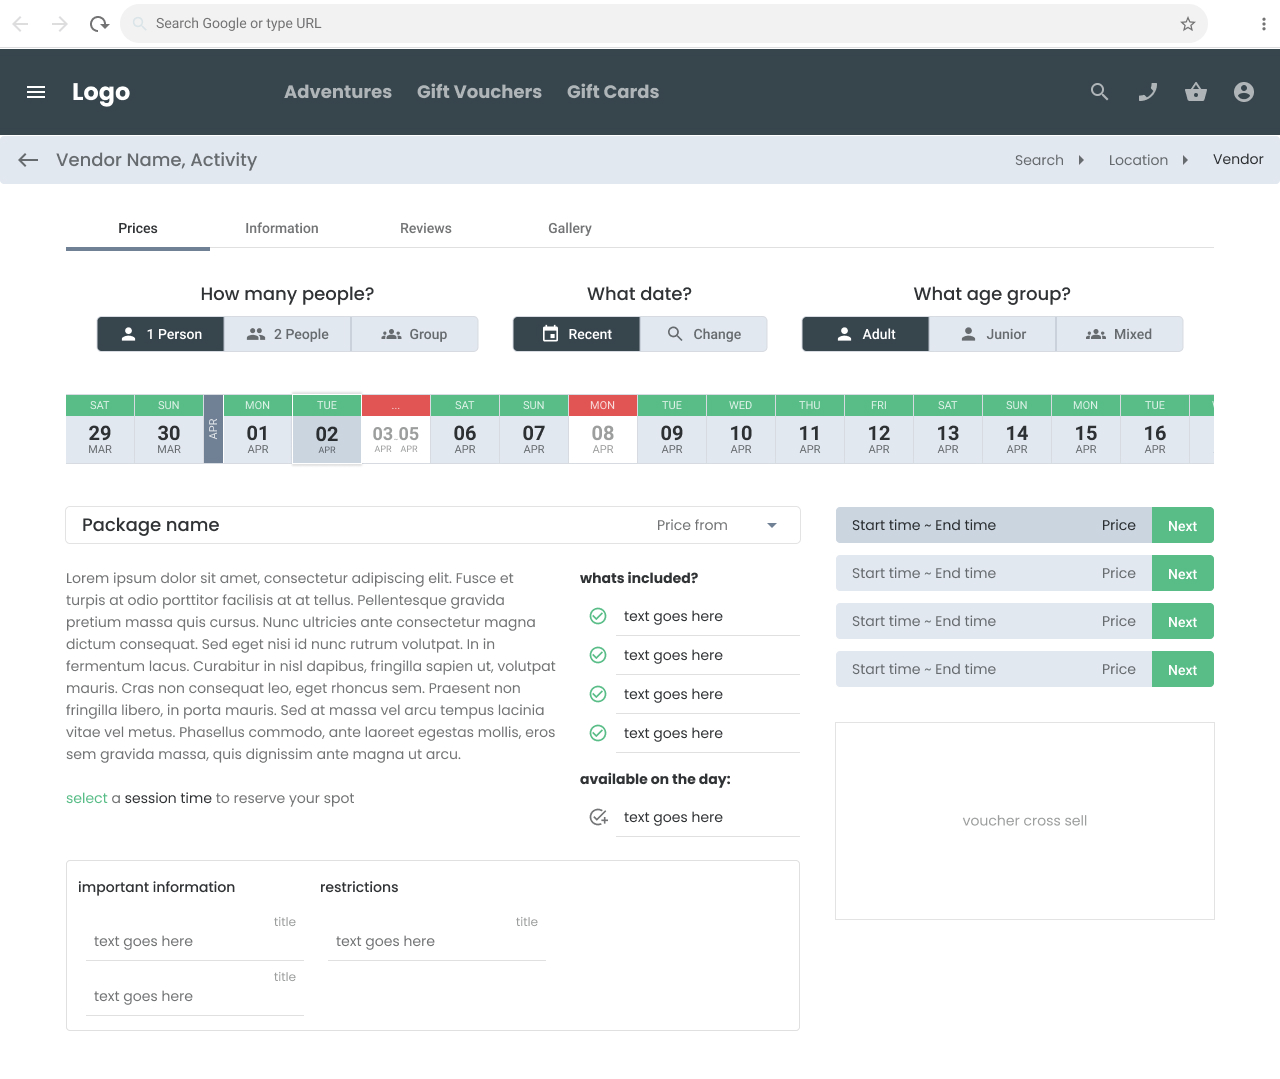 Search Google or type URL
Logo
Adventures Gift Vouchers Gift Cards
Vendor Name, Activity
Search Location Vendor
Prices Information Reviews Gallery
How many people? What date? What age group?
1 Person 2 People Group Recent Change Adult Junior Mixed
SAT SUN MON TUE ... SAT SUN MON TUE WED THU FRI SAT SUN MON TUE
29 30 APR 01 02 03 - 05 06 07 08 09 10 11 12 13 14 15 16
MAR MAR APR APR APR APR APR APR APR APR APR APR APR APR APR APR APR
Package name Price from
Lorem ipsum dolor sit amet, consectetur adipiscing elit. Fusce et
turpis at odio porttitor facilisis at at tellus. Pellentesque gravida
pretium massa quis cursus. Nunc ultricies ante consectetur magna
dictum consequat. Sed eget nisi id nunc rutrum volutpat. In in
fermentum lacus. Curabitur in nisl dapibus, fringilla sapien ut, volutpat
mauris. Cras non consequat leo, eget rhoncus sem. Praesent non
fringilla libero, in porta mauris. Sed at massa vel arcu tempus lacinia
vitae vel metus. Phasellus commodo, ante laoreet egestas mollis, eros
sem gravida massa, quis dignissim ante magna ut arcu.
select a session time to reserve your spot
whats included?
text goes here
text goes here
text goes here
text goes here
available on the day:
text goes here
Start time ~ End time Price Next
Start time ~ End time Price Next
Start time ~ End time Price Next
Start time ~ End time Price Next
voucher cross sell
important information
title
text goes here
title
text goes here
restrictions
title
text goes here